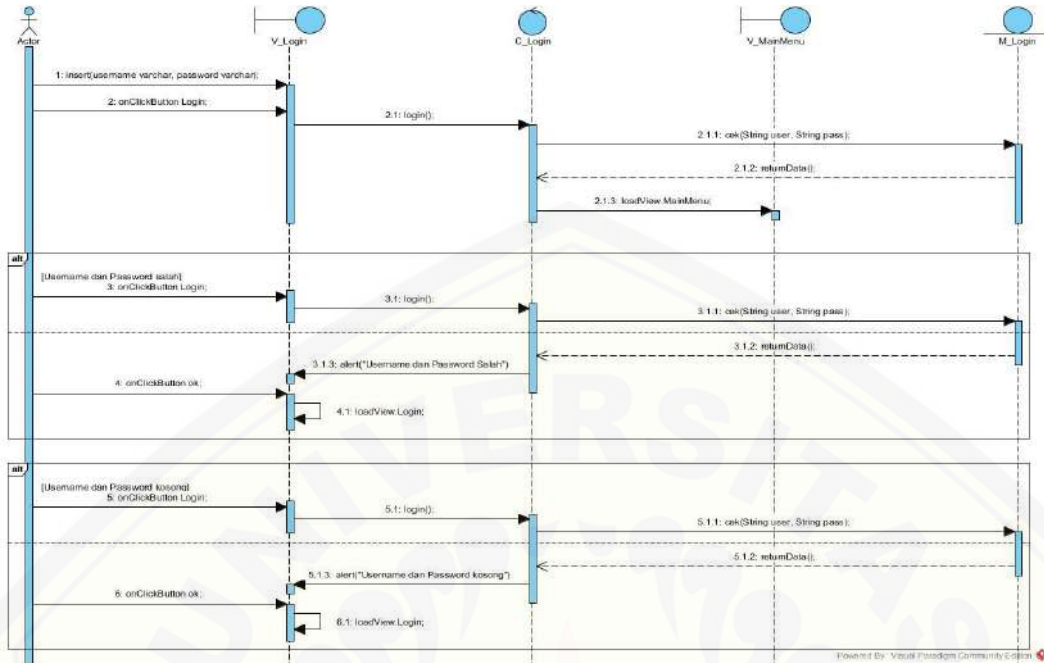 Actor
V_Login
C_Login
V_MainMenu
M_Login
1: insert(username varchar, password varchar);
2: onClickButton Login;
2.1: login();
2.1.1: cek(String user, String pass);
2.1.2: returnData();
2.1.3: loadView.MainMenu;
alt
[Username dan Password salah]
3: onClickButton Login;
3.1: login();
3.1.1: cek(String user, String pass);
3.1.2: returnData();
3.1.3: alert("Username dan Password Salah")
4: onClickButton ok;
4.1: loadView.Login;
alt
[Username dan Password kosong]
5: onClickButton Login;
5.1: login();
5.1.1: cek(String user, String pass);
5.1.2: returnData();
5.1.3: alert("Username dan Password kosong")
6: onClickButton ok;
6.1: loadView.Login;
UNIVERSITAS
Powered By Visual Paradigm Community Edition